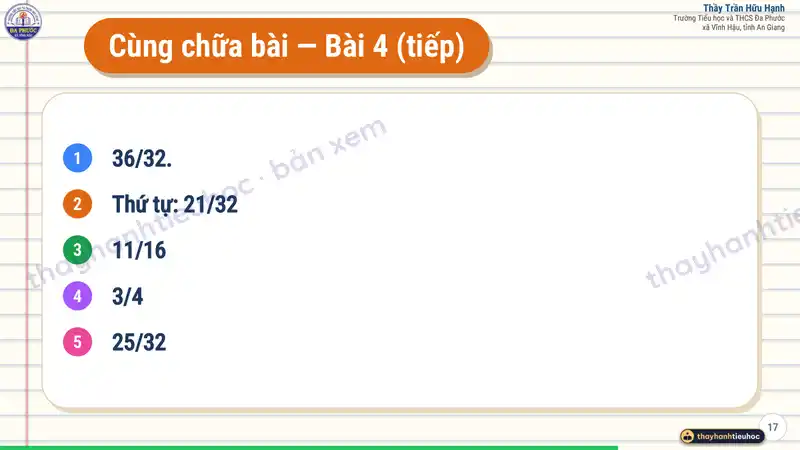 Thầy Trần Hữu Hạnh
Trường Tiểu học và THCS Đa Phước
xã Vĩnh Hậu, tỉnh An Giang
ĐA PHƯỚC
Cùng chữa bài – Bài 4 (tiếp)
1 36/32.
2 Thứ tự: 21/32
3 11/16
4 3/4
5 25/32
thayhanhtieuhoc · bản xem
thayhanhtieuhoc
17
thayhanhtieuhoc